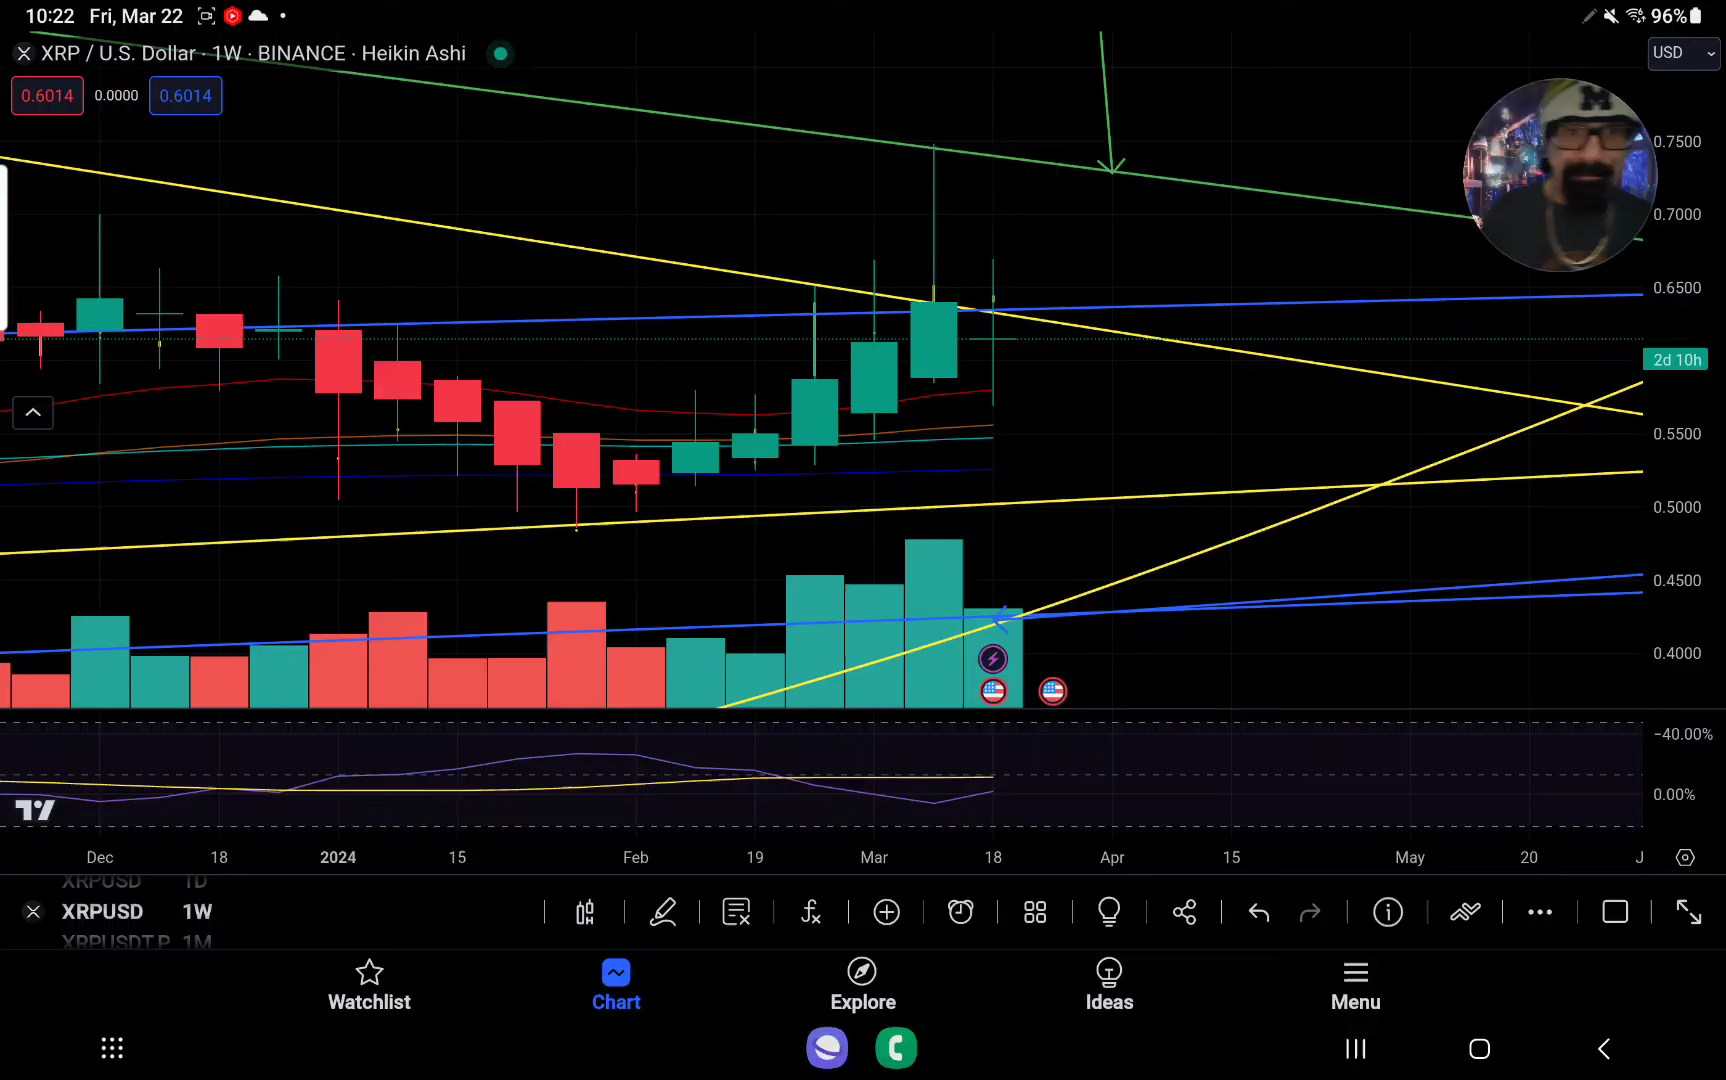 10:22 Fri, Mar 22
96%
XRP / U.S. Dollar · 1W · BINANCE · Heikin Ashi
USD
0.6014 0.0000 0.6014
M
0.7500
0.7000
0.6500
2d 10h
0.5500
0.5000
0.4500
0.4000
−40.00%
0.00%
Dec 18 2024 15 Feb 19 Mar 18 Apr 15 May 20 J
XRPUSD 1D
XRPUSD 1W
XRPUSDT.P 1M
Watchlist Chart Explore Ideas Menu